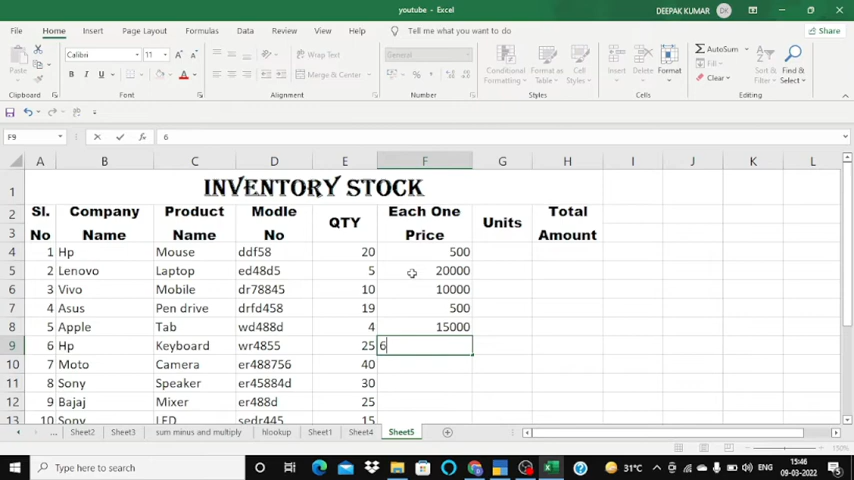 youtube - Excel
DEEPAK KUMAR DK
File Home Insert Draw Page Layout Formulas Data Review View Help Tell me what you want to do Share
Paste
Calibri 11
B I U
A A
Wrap Text
Merge & Center
General
Conditional Formatting
Format as Table
Cell Styles
Insert Delete Format
AutoSum
Fill
Clear
Sort & Filter
Find & Select
Clipboard Font Alignment Number Styles Cells Editing
F9 fx 6
A B C D E F G H I J K L
1 INVENTORY STOCK
2 Sl. Company Product Modle QTY Each One Units Total
3 No Name Name No Price Amount
4 1 Hp Mouse ddf58 20 500
5 2 Lenovo Laptop ed48d5 5 20000
6 3 Vivo Mobile dr78845 10 10000
7 4 Asus Pen drive drfd458 19 500
8 5 Apple Tab wd488d 4 15000
9 6 Hp Keyboard wr4855 25 6
10 7 Moto Camera er488756 40
11 8 Sony Speaker er45884d 30
12 9 Bajaj Mixer er488d 25
13 10 Sony LED sedr445 15
... Sheet2 Sheet3 sum minus and multiply hlookup Sheet1 Sheet4 Sheet5
150%
Type here to search
31°C ENG 15:46
09-03-2022